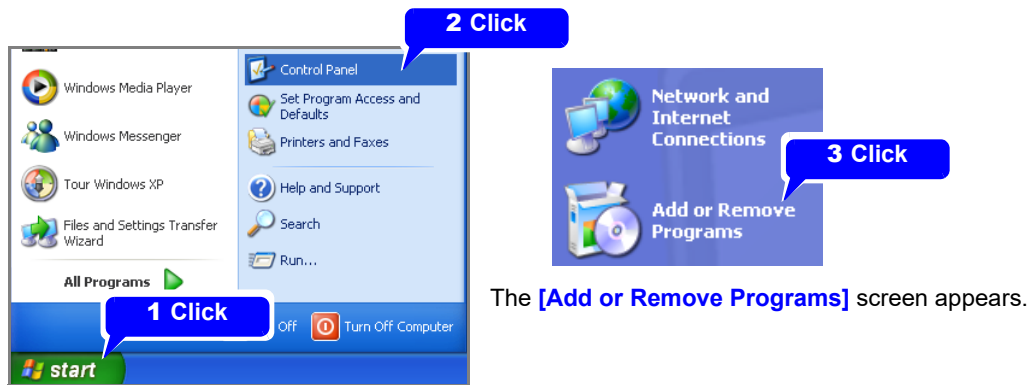 2 Click
Windows Media Player
Windows Messenger
Tour Windows XP
Files and Settings Transfer
Wizard
All Programs
Control Panel
Set Program Access and
Defaults
Printers and Faxes
Help and Support
Search
Run...
1 Click
Off
Turn Off Computer
start
Network and
Internet
Connections
3 Click
Add or Remove
Programs
The [Add or Remove Programs] screen appears.